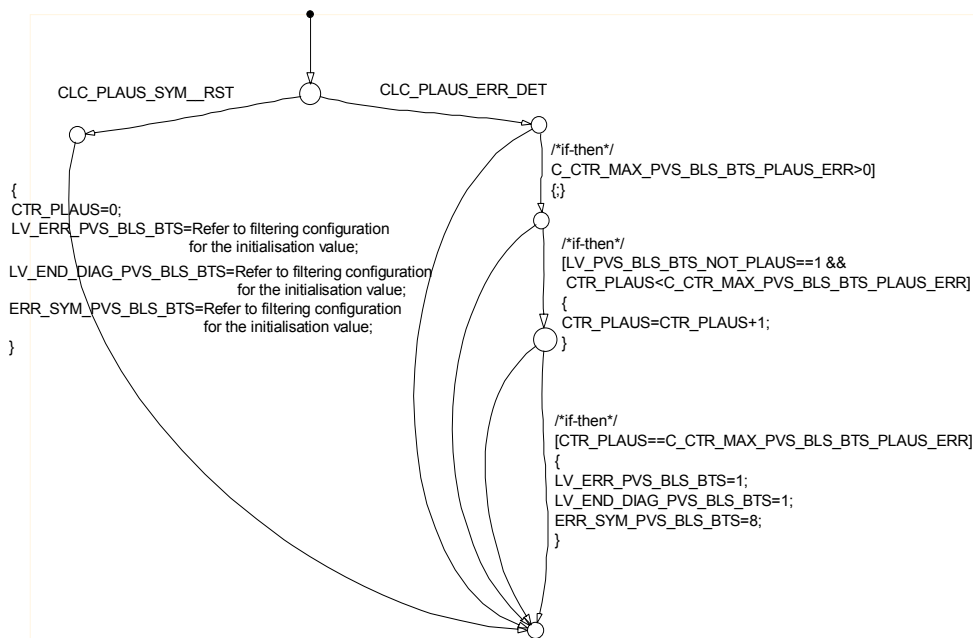 CLC_PLAUS_SYM__RST
CLC_PLAUS_ERR_DET
{
CTR_PLAUS=0;
LV_ERR_PVS_BLS_BTS=Refer to filtering configuration
for the initialisation value;
LV_END_DIAG_PVS_BLS_BTS=Refer to filtering configuration
for the initialisation value;
ERR_SYM_PVS_BLS_BTS=Refer to filtering configuration
for the initialisation value;
}
/*if-then*/
C_CTR_MAX_PVS_BLS_BTS_PLAUS_ERR>0]
{;}
/*if-then*/
[LV_PVS_BLS_BTS_NOT_PLAUS==1 &&
CTR_PLAUS<C_CTR_MAX_PVS_BLS_BTS_PLAUS_ERR]
{
CTR_PLAUS=CTR_PLAUS+1;
}
/*if-then*/
[CTR_PLAUS==C_CTR_MAX_PVS_BLS_BTS_PLAUS_ERR]
{
LV_ERR_PVS_BLS_BTS=1;
LV_END_DIAG_PVS_BLS_BTS=1;
ERR_SYM_PVS_BLS_BTS=8;
}